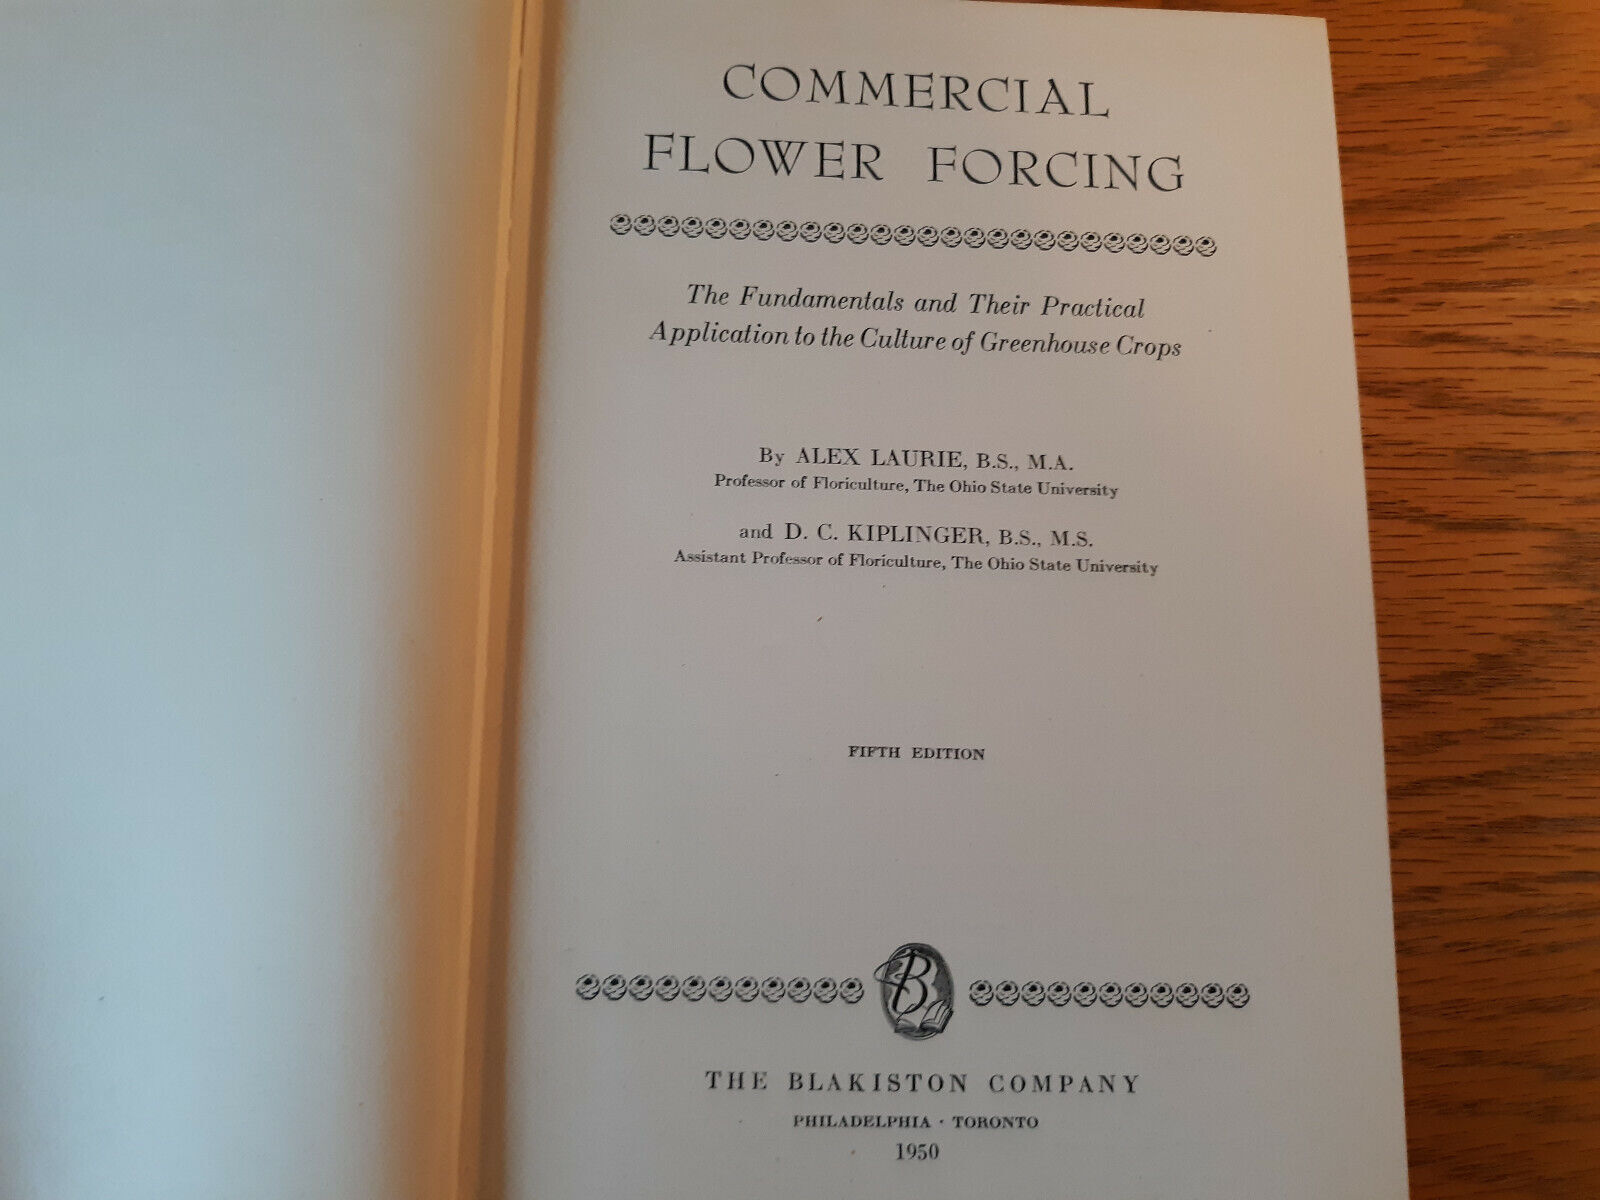 COMMERCIAL
FLOWER FORCING
The Fundamentals and Their Practical
Application to the Culture of Greenhouse Crops
By ALEX LAURIE, B.S., M.A.
Professor of Floriculture, The Ohio State University
and D. C. KIPLINGER, B.S., M.S.
Assistant Professor of Floriculture, The Ohio State University
FIFTH EDITION
B
THE BLAKISTON COMPANY
PHILADELPHIA · TORONTO
1950